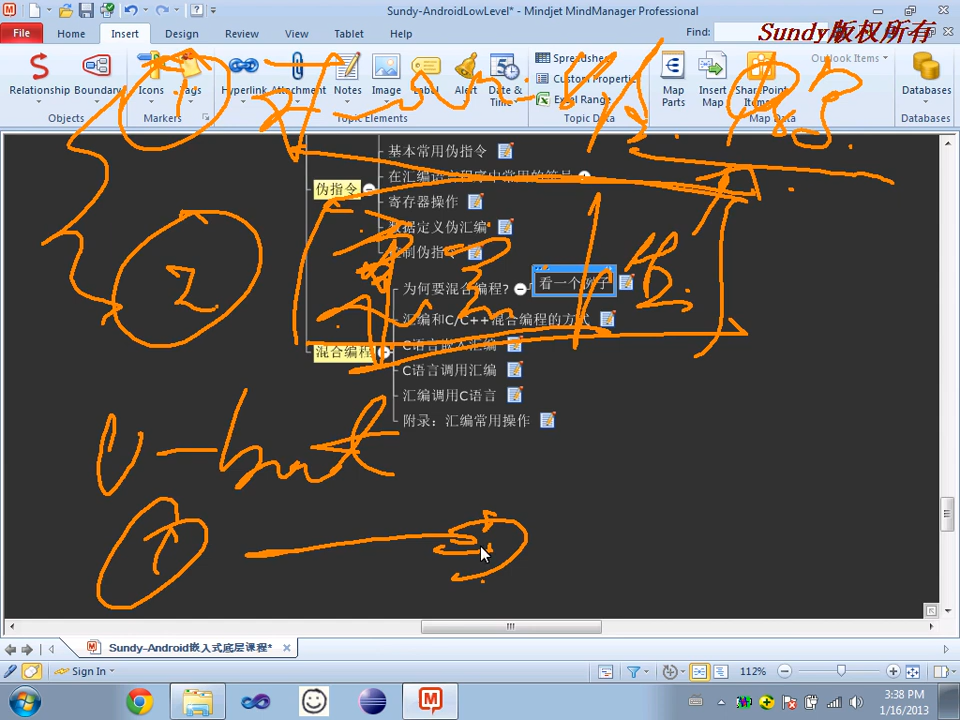 Sundy-AndroidLowLevel* - Mindjet MindManager Professional
File
Home
Insert
Design
Review
View
Tablet
Help
Find:
Sundy版权所有
Relationship
Boundary
Icons
Tags
Hyperlink
Attachment
Notes
Image
Label
Alert
Date & Time
Spreadsheet
Custom Properties
Excel Range
Map Parts
Insert Map
SharePoint Items
Outlook Items
Databases
Objects
Markers
Topic Elements
Topic Data
Map Data
Databases
基本常用伪指令
在汇编语言程序中常用的符号
伪指令
寄存器操作
数据定义伪汇编
控制伪指令
为何要混合编程?
看一个例子
汇编和C/C++混合编程的方式
混合编程
C语言嵌入汇编
C语言调用汇编
汇编调用C语言
附录：汇编常用操作
①
②
U-boot
Sundy-Android嵌入式底层课程*
Sign In
112%
3:38 PM
1/16/2013